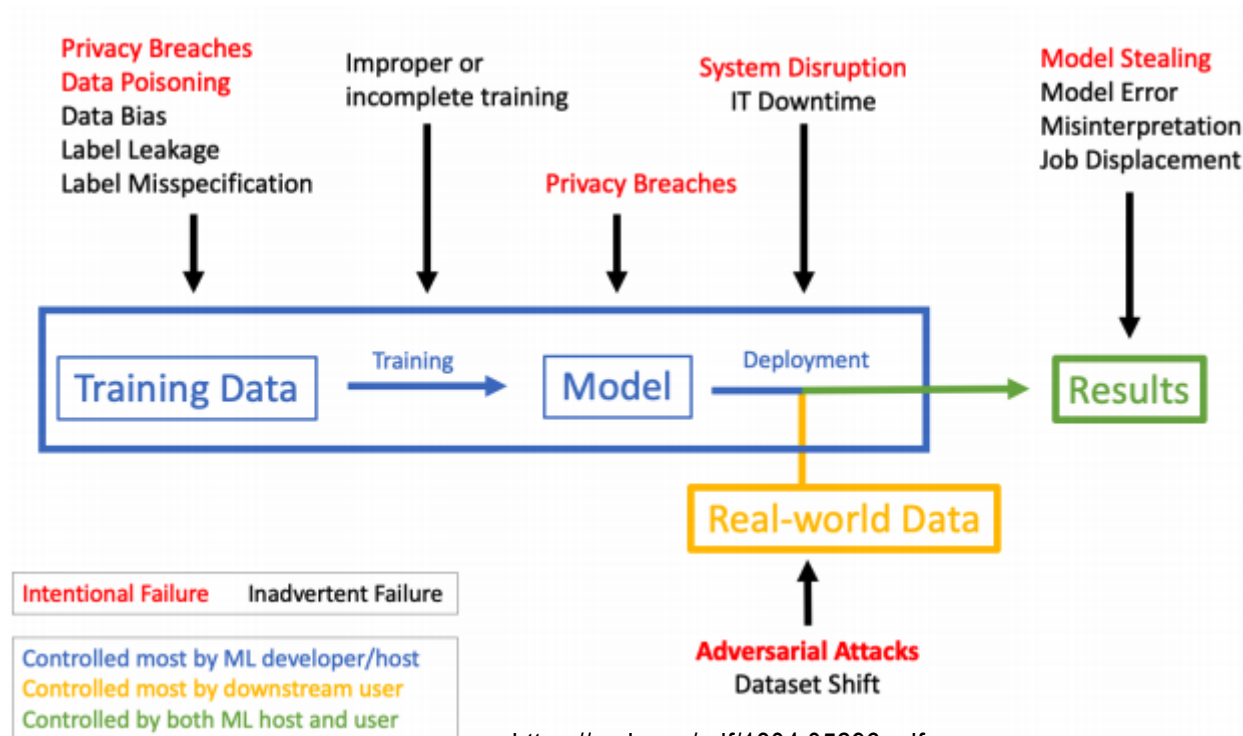 Privacy Breaches
Data Poisoning
Data Bias
Label Leakage
Label Misspecification
Improper or
incomplete training
Privacy Breaches
System Disruption
IT Downtime
Model Stealing
Model Error
Misinterpretation
Job Displacement
Training Data
Training
Model
Deployment
Results
Real-world Data
Adversarial Attacks
Dataset Shift
Intentional Failure Inadvertent Failure
Controlled most by ML developer/host
Controlled most by downstream user
Controlled by both ML host and user